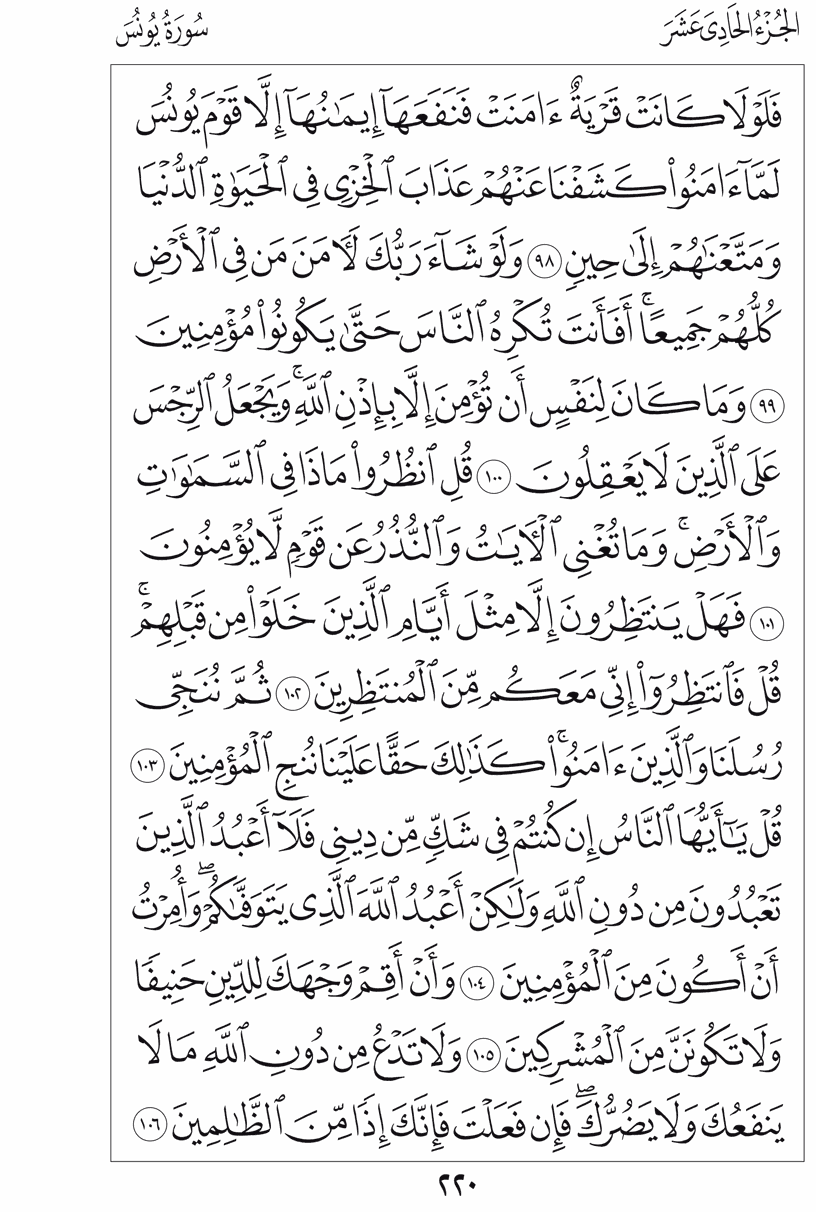 الجُزْءُ الحَادِىَ عَشَرَ
سُورَةُ يُونُسَ
فَلَوْلَا كَانَتْ قَرْيَةٌ ءَامَنَتْ فَنَفَعَهَآ إِيمَٰنُهَآ إِلَّا قَوْمَ يُونُسَ
لَمَّآ ءَامَنُوا۟ كَشَفْنَا عَنْهُمْ عَذَابَ ٱلْخِزْىِ فِى ٱلْحَيَوٰةِ ٱلدُّنْيَا
وَمَتَّعْنَٰهُمْ إِلَىٰ حِينٍ ٩٨ وَلَوْ شَآءَ رَبُّكَ لَـَٔامَنَ مَن فِى ٱلْأَرْضِ
كُلُّهُمْ جَمِيعًا ۚ أَفَأَنتَ تُكْرِهُ ٱلنَّاسَ حَتَّىٰ يَكُونُوا۟ مُؤْمِنِينَ
٩٩ وَمَا كَانَ لِنَفْسٍ أَن تُؤْمِنَ إِلَّا بِإِذْنِ ٱللَّهِ ۚ وَيَجْعَلُ ٱلرِّجْسَ
عَلَى ٱلَّذِينَ لَا يَعْقِلُونَ ١٠٠ قُلِ ٱنظُرُوا۟ مَاذَا فِى ٱلسَّمَٰوَٰتِ
وَٱلْأَرْضِ ۚ وَمَا تُغْنِى ٱلْـَٔايَٰتُ وَٱلنُّذُرُ عَن قَوْمٍ لَّا يُؤْمِنُونَ
١٠١ فَهَلْ يَنتَظِرُونَ إِلَّا مِثْلَ أَيَّامِ ٱلَّذِينَ خَلَوْا۟ مِن قَبْلِهِمْ ۚ
قُلْ فَٱنتَظِرُوٓا۟ إِنِّى مَعَكُم مِّنَ ٱلْمُنتَظِرِينَ ١٠٢ ثُمَّ نُنَجِّى
رُسُلَنَا وَٱلَّذِينَ ءَامَنُوا۟ ۚ كَذَٰلِكَ حَقًّا عَلَيْنَا نُنجِ ٱلْمُؤْمِنِينَ ١٠٣
قُلْ يَٰٓأَيُّهَا ٱلنَّاسُ إِن كُنتُمْ فِى شَكٍّ مِّن دِينِى فَلَآ أَعْبُدُ ٱلَّذِينَ
تَعْبُدُونَ مِن دُونِ ٱللَّهِ وَلَٰكِنْ أَعْبُدُ ٱللَّهَ ٱلَّذِى يَتَوَفَّىٰكُمْ ۖ وَأُمِرْتُ
أَنْ أَكُونَ مِنَ ٱلْمُؤْمِنِينَ ١٠٤ وَأَنْ أَقِمْ وَجْهَكَ لِلدِّينِ حَنِيفًا
وَلَا تَكُونَنَّ مِنَ ٱلْمُشْرِكِينَ ١٠٥ وَلَا تَدْعُ مِن دُونِ ٱللَّهِ مَا لَا
يَنفَعُكَ وَلَا يَضُرُّكَ ۖ فَإِن فَعَلْتَ فَإِنَّكَ إِذًا مِّنَ ٱلظَّٰلِمِينَ ١٠٦
٢٢٠